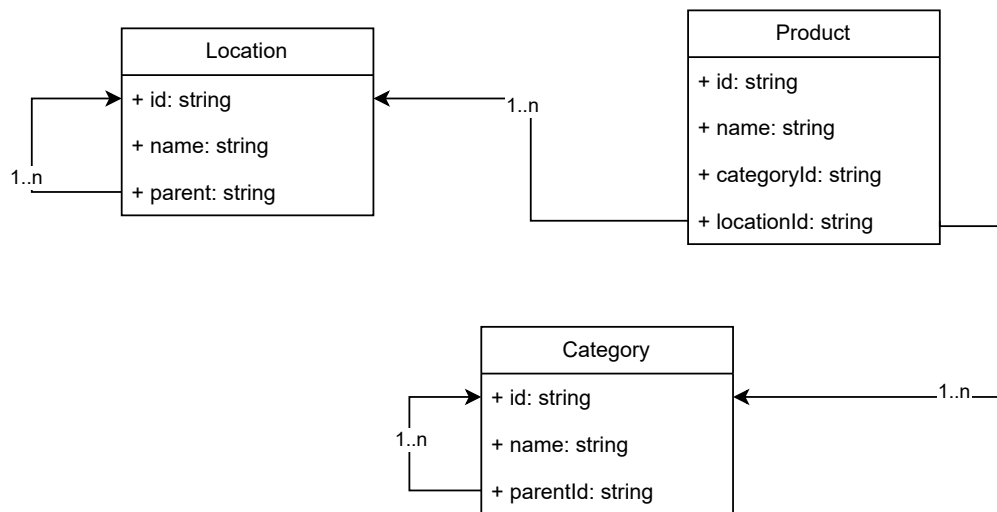 Location
+ id: string
+ name: string
+ parent: string
1..n
1..n
Product
+ id: string
+ name: string
+ categoryId: string
+ locationId: string
Category
+ id: string
+ name: string
+ parentId: string
1..n
1..n